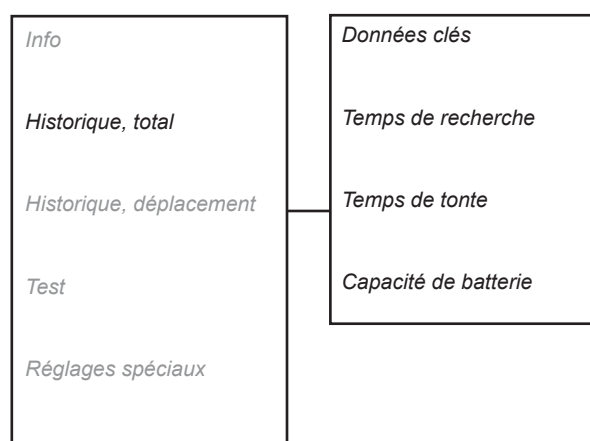 Info
Historique, total
Historique, déplacement
Test
Réglages spéciaux
Données clés
Temps de recherche
Temps de tonte
Capacité de batterie